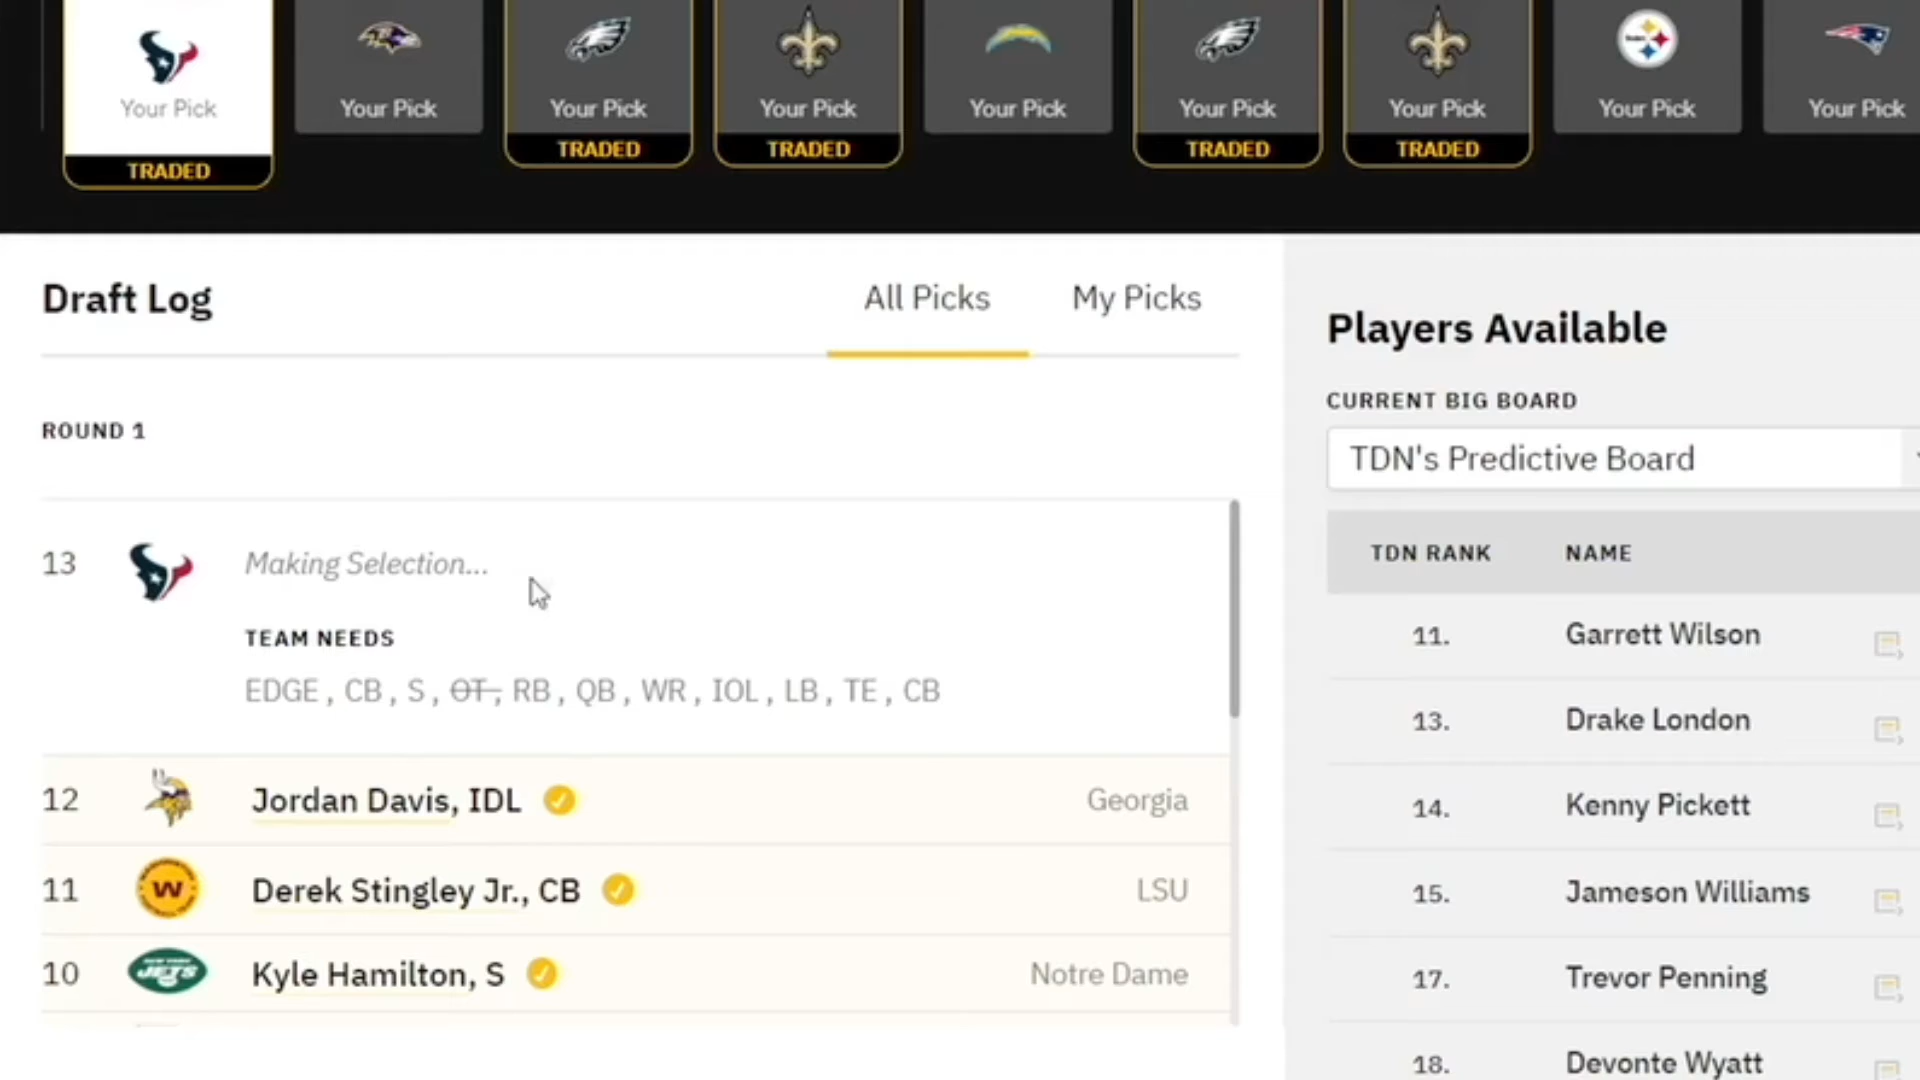 Your Pick
Your Pick
Your Pick
Your Pick
Your Pick
Your Pick
Your Pick
Your Pick
Your Pick
TRADED
TRADED
TRADED
TRADED
TRADED
Draft Log
All Picks
My Picks
ROUND 1
13
Making Selection...
TEAM NEEDS
EDGE , CB , S , OT , RB , QB , WR , IOL , LB , TE , CB
12
Jordan Davis, IDL
Georgia
11
W
Derek Stingley Jr., CB
LSU
10
JETS
Kyle Hamilton, S
Notre Dame
Players Available
CURRENT BIG BOARD
TDN's Predictive Board
TDN RANK
NAME
11.
Garrett Wilson
13.
Drake London
14.
Kenny Pickett
15.
Jameson Williams
17.
Trevor Penning
18.
Devonte Wyatt